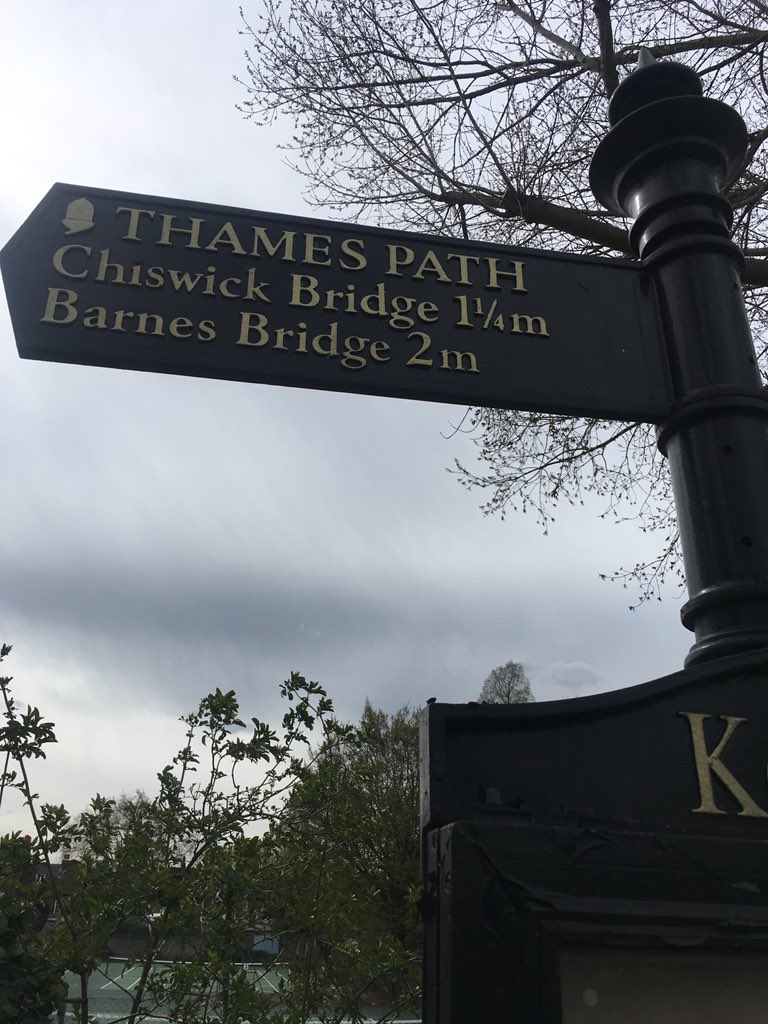 THAMES PATH
Chiswick Bridge 1¼m
Barnes Bridge 2m